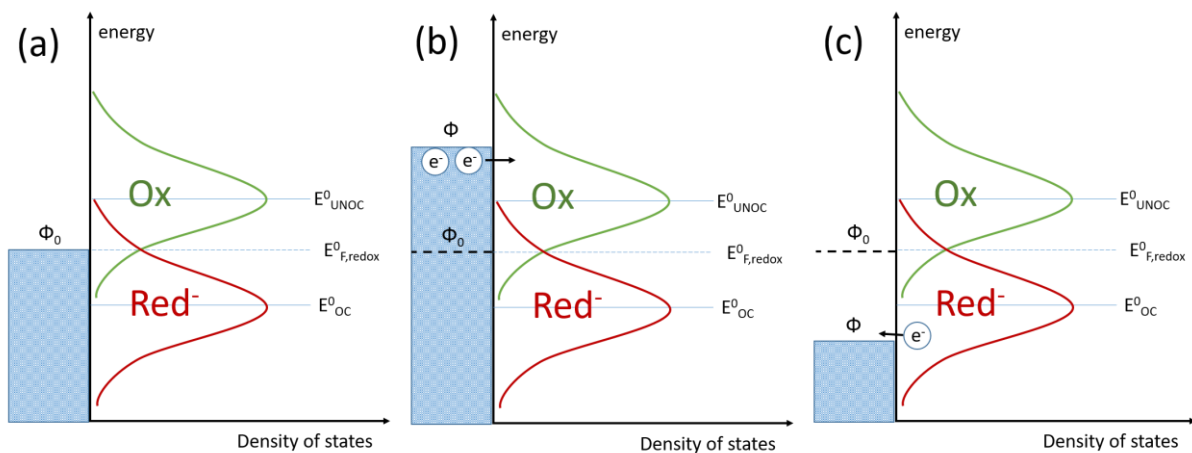 (a)
energy
Ox
E⁰UNOC
Φ₀
E⁰F,redox
Red⁻
E⁰OC
Density of states
(b)
energy
Φ
e⁻ e⁻
Ox
E⁰UNOC
Φ₀
E⁰F,redox
Red⁻
E⁰OC
Density of states
(c)
energy
Ox
E⁰UNOC
Φ₀
E⁰F,redox
Red⁻
E⁰OC
Φ
e⁻
Density of states